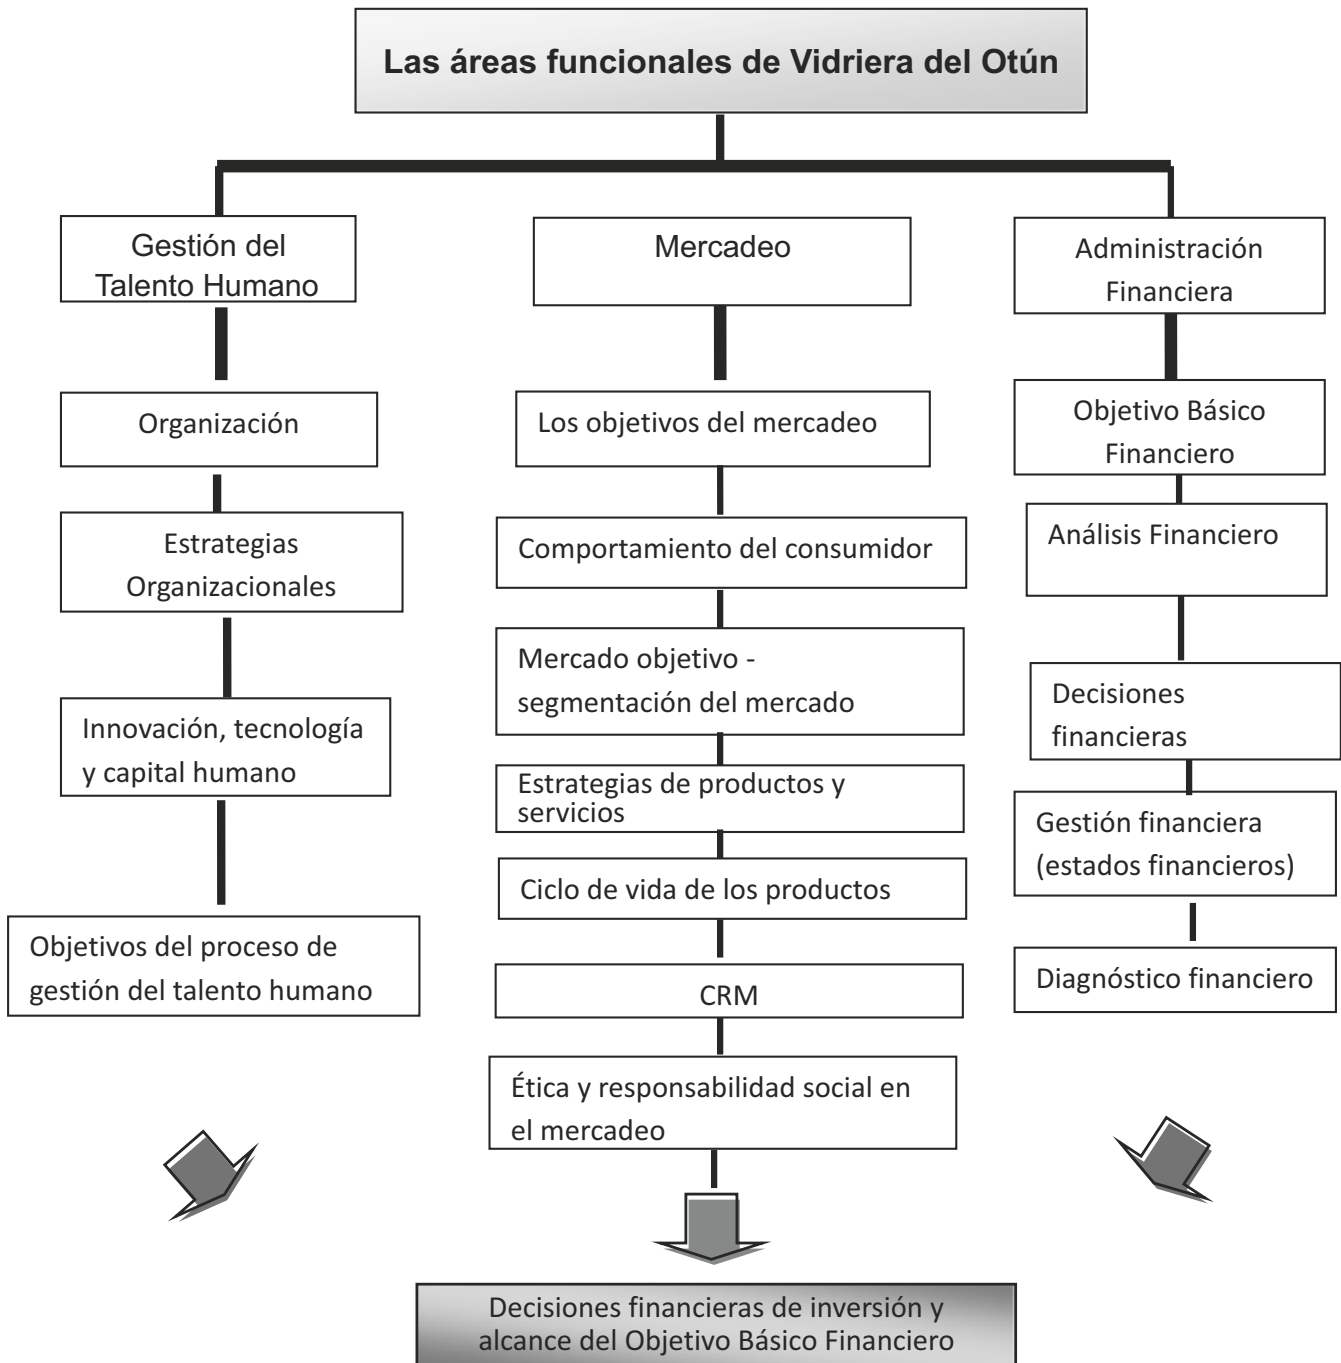 Las áreas funcionales de Vidriera del Otún
Gestión del
Talento Humano
Organización
Estrategias
Organizacionales
Innovación, tecnología
y capital humano
Objetivos del proceso de
gestión del talento humano
Mercadeo
Los objetivos del mercadeo
Comportamiento del consumidor
Mercado objetivo -
segmentación del mercado
Estrategias de productos y
servicios
Ciclo de vida de los productos
CRM
Ética y responsabilidad social en
el mercadeo
Administración
Financiera
Objetivo Básico
Financiero
Análisis Financiero
Decisiones
financieras
Gestión financiera
(estados financieros)
Diagnóstico financiero
Decisiones financieras de inversión y
alcance del Objetivo Básico Financiero